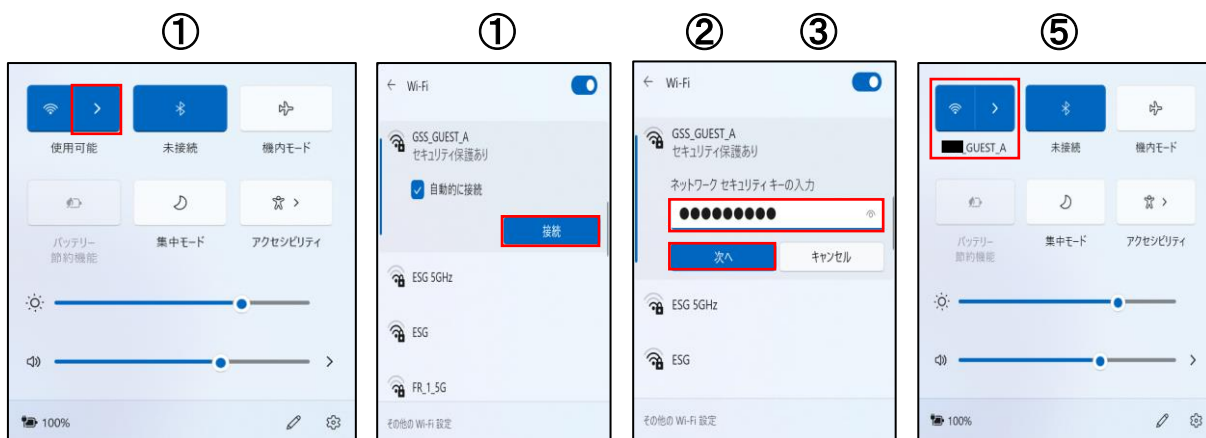 ①
使用可能
未接続
機内モード
バッテリー
節約機能
集中モード
アクセシビリティ
100%
①
← Wi-Fi
GSS_GUEST_A
セキュリティ保護あり
自動的に接続
接続
ESG 5GHz
ESG
FR_1_5G
その他の Wi-Fi 設定
② ③
← Wi-Fi
GSS_GUEST_A
セキュリティ保護あり
ネットワーク セキュリティ キーの入力
●●●●●●●●●
次へ
キャンセル
ESG 5GHz
ESG
その他の Wi-Fi 設定
⑤
_GUEST_A
未接続
機内モード
バッテリー
節約機能
集中モード
アクセシビリティ
100%